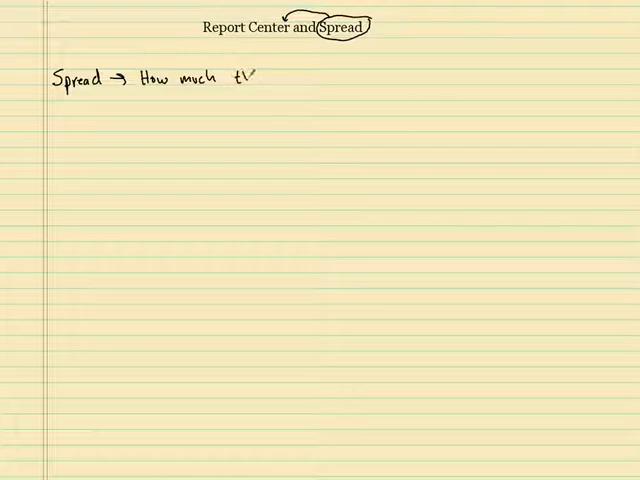 Report Center and Spread
Spread → How much